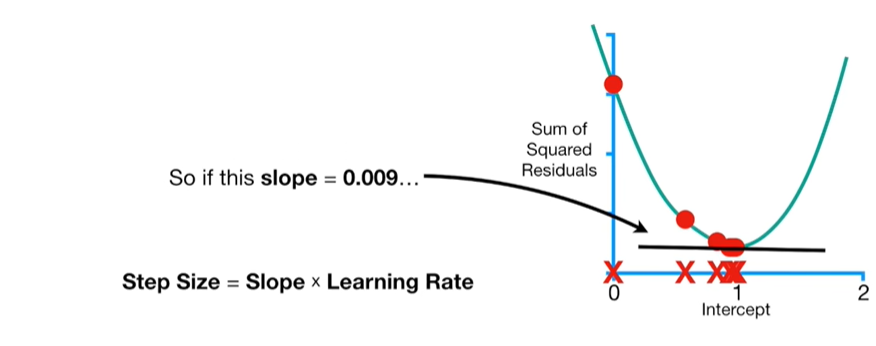 Sum of
Squared
Residuals
So if this slope = 0.009…
Step Size = Slope × Learning Rate
X X X X X
0 1 2
Intercept